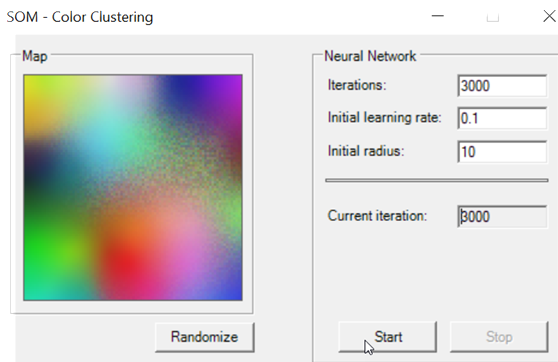 SOM - Color Clustering
Map
Randomize
Neural Network
Iterations: 3000
Initial learning rate: 0.1
Initial radius: 10
Current iteration: 3000
Start Stop